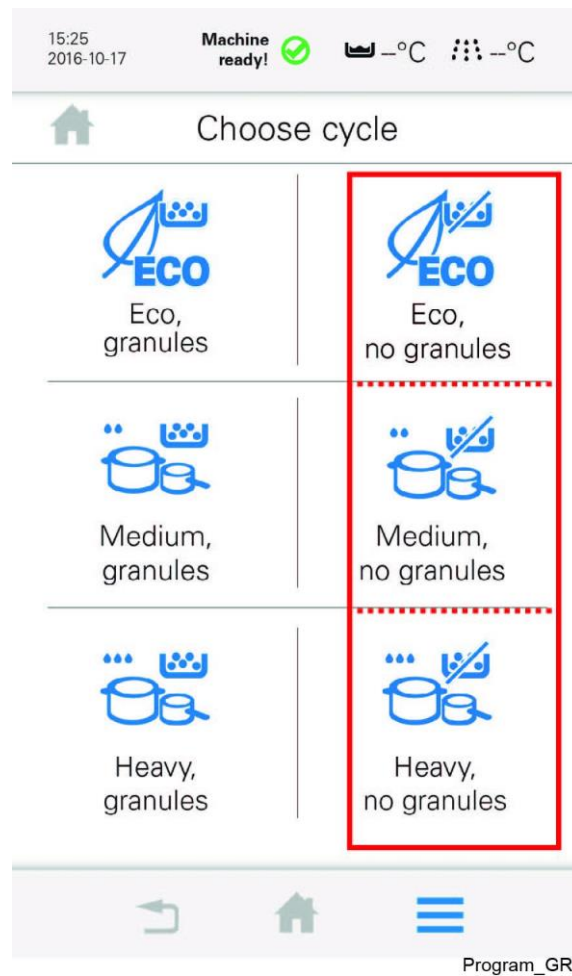 15:25
2016-10-17
Machine
ready!
--°C
--°C
Choose cycle
ECO
Eco,
granules
ECO
Eco,
no granules
Medium,
granules
Medium,
no granules
Heavy,
granules
Heavy,
no granules
Program_GR